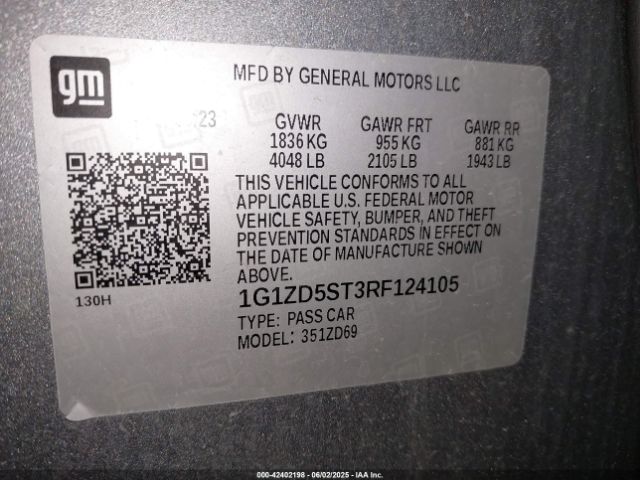 gm
MFD BY GENERAL MOTORS LLC
23
GVWR GAWR FRT GAWR RR
1836 KG 955 KG 881 KG
4048 LB 2105 LB 1943 LB
THIS VEHICLE CONFORMS TO ALL
APPLICABLE U.S. FEDERAL MOTOR
VEHICLE SAFETY, BUMPER, AND THEFT
PREVENTION STANDARDS IN EFFECT ON
THE DATE OF MANUFACTURE SHOWN
ABOVE.
130H
1G1ZD5ST3RF124105
TYPE: PASS CAR
MODEL: 351ZD69
000-42402198 - 06/02/2025 - © IAA Inc.